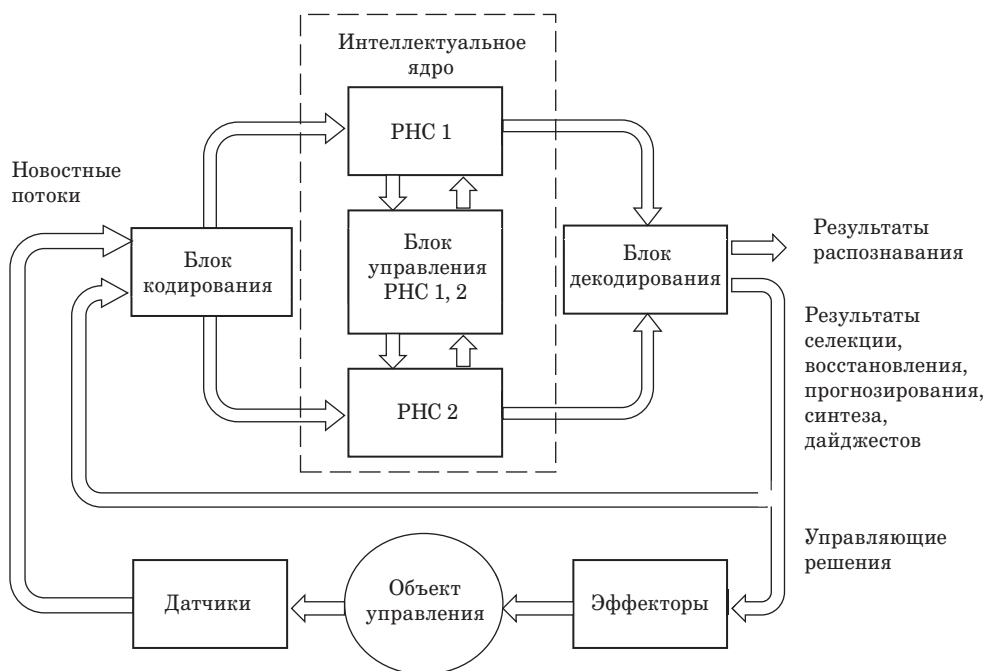 Интеллектуальное
ядро
РНС 1
Новостные
потоки
Блок
кодирования
Блок
управления
РНС 1, 2
Блок
декодирования
Результаты
распознавания
Результаты
селекции,
восстановления,
прогнозирования,
синтеза,
дайджестов
РНС 2
Управляющие
решения
Датчики
Объект
управления
Эффекторы